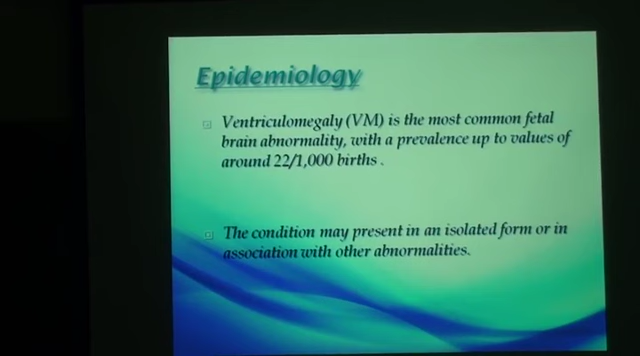 Epidemiology
Ventriculomegaly (VM) is the most common fetal
brain abnormality, with a prevalence up to values of
around 22/1,000 births .
The condition may present in an isolated form or in
association with other abnormalities.